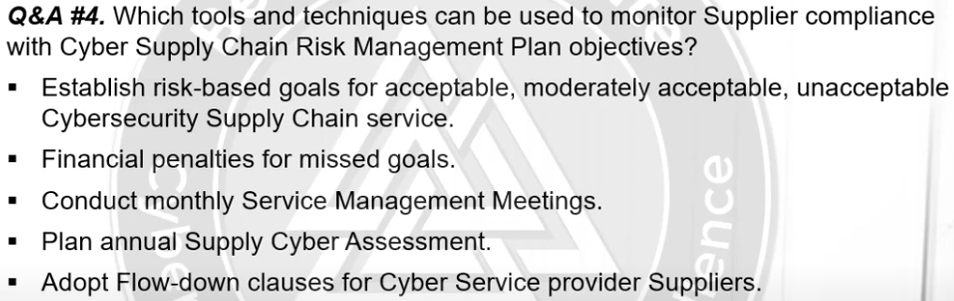 Q&A #4. Which tools and techniques can be used to monitor Supplier compliance
with Cyber Supply Chain Risk Management Plan objectives?
▪ Establish risk-based goals for acceptable, moderately acceptable, unacceptable
Cybersecurity Supply Chain service.
▪ Financial penalties for missed goals.
▪ Conduct monthly Service Management Meetings.
▪ Plan annual Supply Cyber Assessment.
▪ Adopt Flow-down clauses for Cyber Service provider Suppliers.